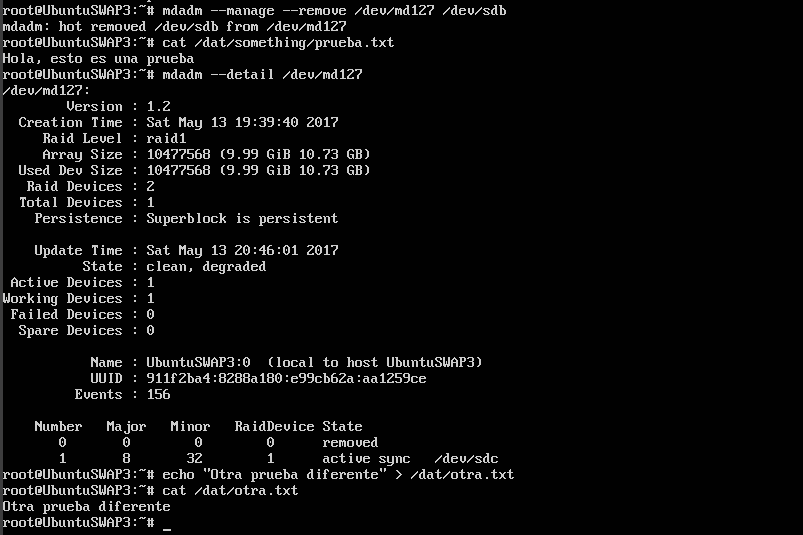 root@UbuntuSWAP3:~# mdadm --manage --remove /dev/md127 /dev/sdb
mdadm: hot removed /dev/sdb from /dev/md127
root@UbuntuSWAP3:~# cat /dat/something/prueba.txt
Hola, esto es una prueba
root@UbuntuSWAP3:~# mdadm --detail /dev/md127
/dev/md127:
Version : 1.2
Creation Time : Sat May 13 19:39:40 2017
Raid Level : raid1
Array Size : 10477568 (9.99 GiB 10.73 GB)
Used Dev Size : 10477568 (9.99 GiB 10.73 GB)
Raid Devices : 2
Total Devices : 1
Persistence : Superblock is persistent
Update Time : Sat May 13 20:46:01 2017
State : clean, degraded
Active Devices : 1
Working Devices : 1
Failed Devices : 0
Spare Devices : 0
Name : UbuntuSWAP3:0 (local to host UbuntuSWAP3)
UUID : 911f2ba4:8288a180:e99cb62a:aa1259ce
Events : 156
Number Major Minor RaidDevice State
0 0 0 0 removed
1 8 32 1 active sync /dev/sdc
root@UbuntuSWAP3:~# echo "Otra prueba diferente" > /dat/otra.txt
root@UbuntuSWAP3:~# cat /dat/otra.txt
Otra prueba diferente
root@UbuntuSWAP3:~# _